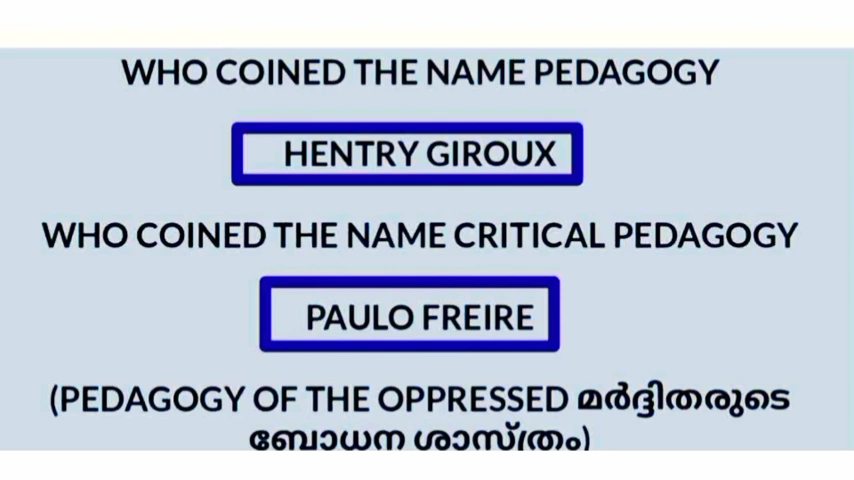 WHO COINED THE NAME PEDAGOGY
HENTRY GIROUX
WHO COINED THE NAME CRITICAL PEDAGOGY
PAULO FREIRE
(PEDAGOGY OF THE OPPRESSED മർദ്ദിതരുടെ
ബോധന ശാസ്ത്രം)